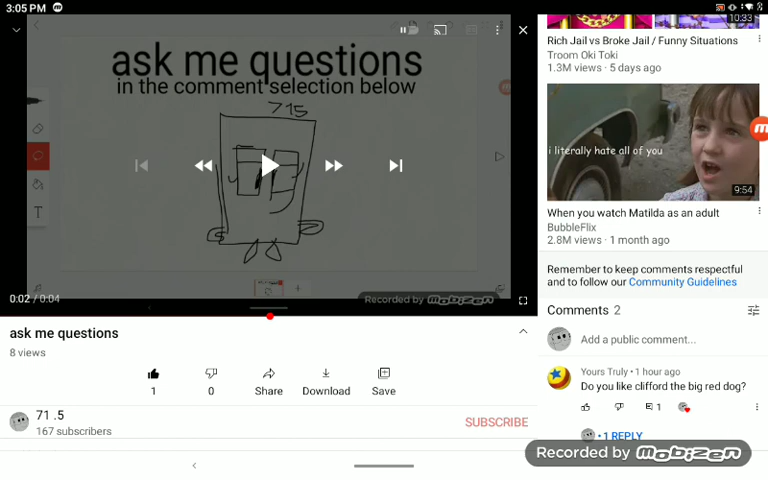 3:05 PM
ask me questions
in the comment selection below
715
T
0:02 / 0:04
Recorded by mobizen
ask me questions
8 views
1
0
Share
Download
Save
71 .5
167 subscribers
SUBSCRIBE
10:33
Rich Jail vs Broke Jail / Funny Situations
Troom Oki Toki
1.3M views · 5 days ago
i literally hate all of you
9:54
When you watch Matilda as an adult
BubbleFlix
2.8M views · 1 month ago
Remember to keep comments respectful
and to follow our Community Guidelines
Comments 2
Add a public comment...
Yours Truly • 1 hour ago
Do you like clifford the big red dog?
1
• 1 REPLY
Recorded by mobizen